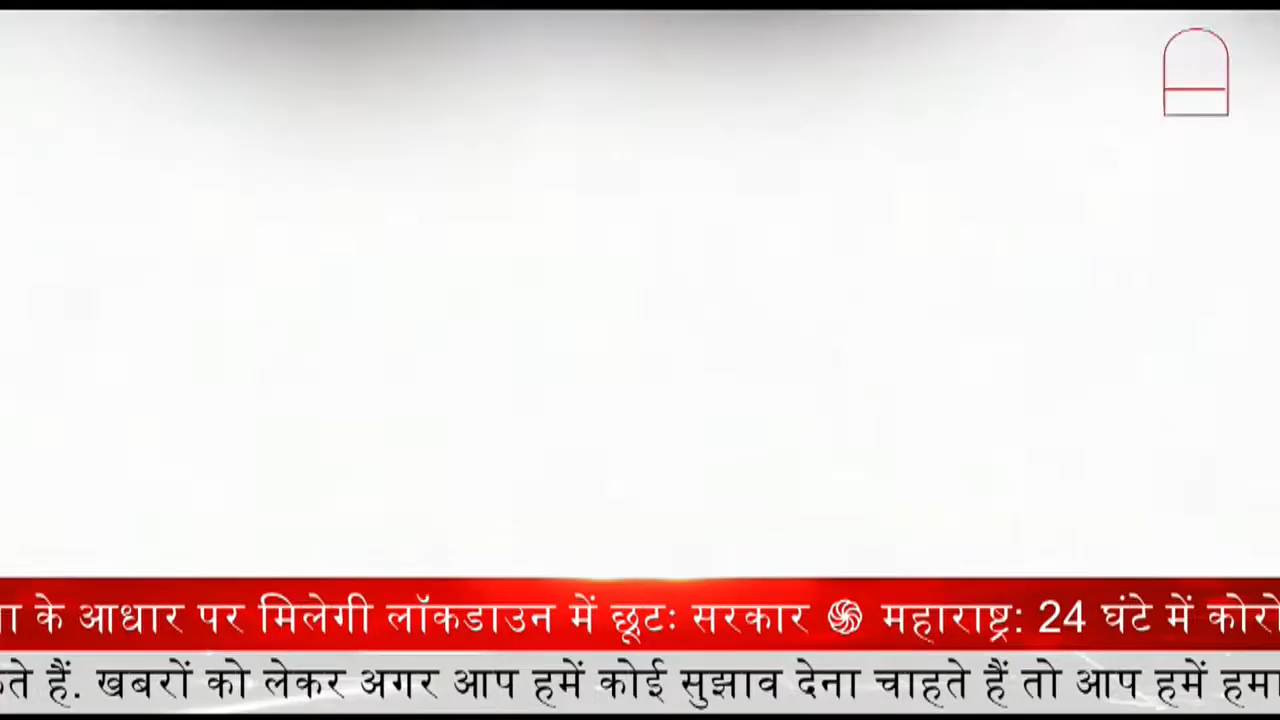 के आधार पर मिलेगी लॉकडाउन में छूटः सरकार महाराष्ट्र: 24 घंटे में
हैं. खबरों को लेकर अगर आप हमें कोई सुझाव देना चाहते हैं तो आप हमें